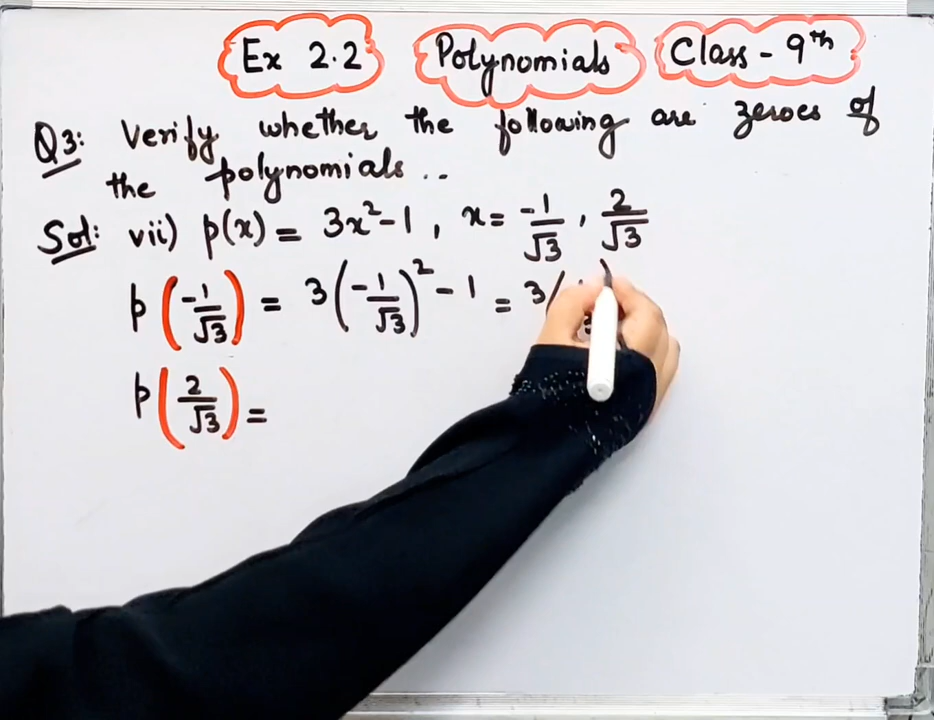 Ex 2.2 Polynomials Class - 9th
Q3: Verify whether the following are zeroes of
the polynomials..
Sol: vii) p(x) = 3x²-1, x = -1/√3, 2/√3
p(-1/√3) = 3(-1/√3)² - 1 = 3(
p(2/√3) =